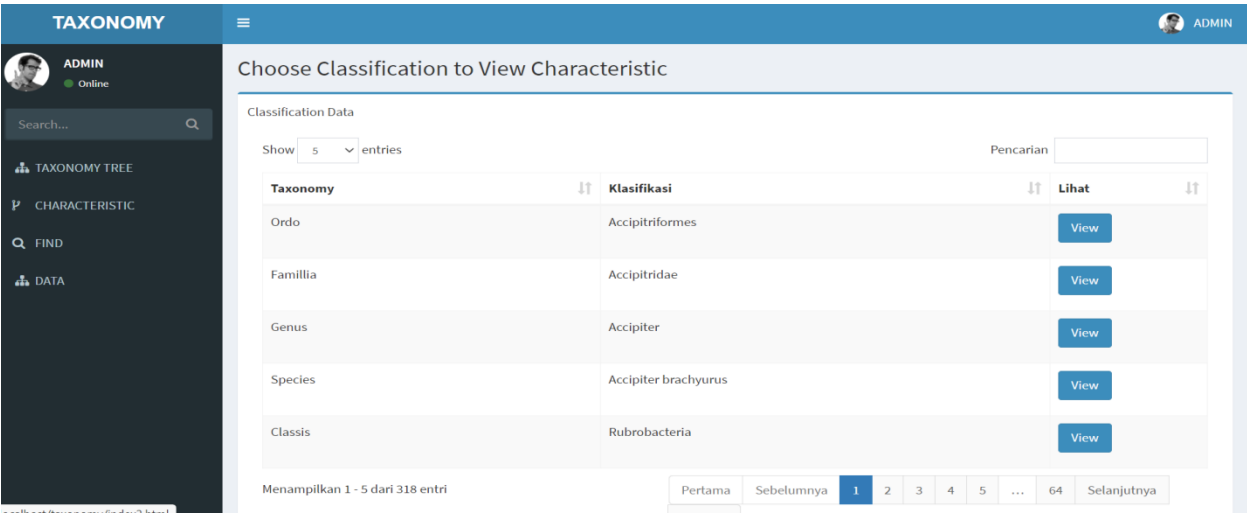 TAXONOMY
ADMIN
ADMIN
Online
Search...
TAXONOMY TREE
CHARACTERISTIC
FIND
DATA
Choose Classification to View Characteristic
Classification Data
Show 5 entries
Pencarian
Taxonomy Klasifikasi Lihat
Ordo Accipitriformes View
Famillia Accipitridae View
Genus Accipiter View
Species Accipiter brachyurus View
Classis Rubrobacteria View
Menampilkan 1 - 5 dari 318 entri
Pertama Sebelumnya 1 2 3 4 5 ... 64 Selanjutnya